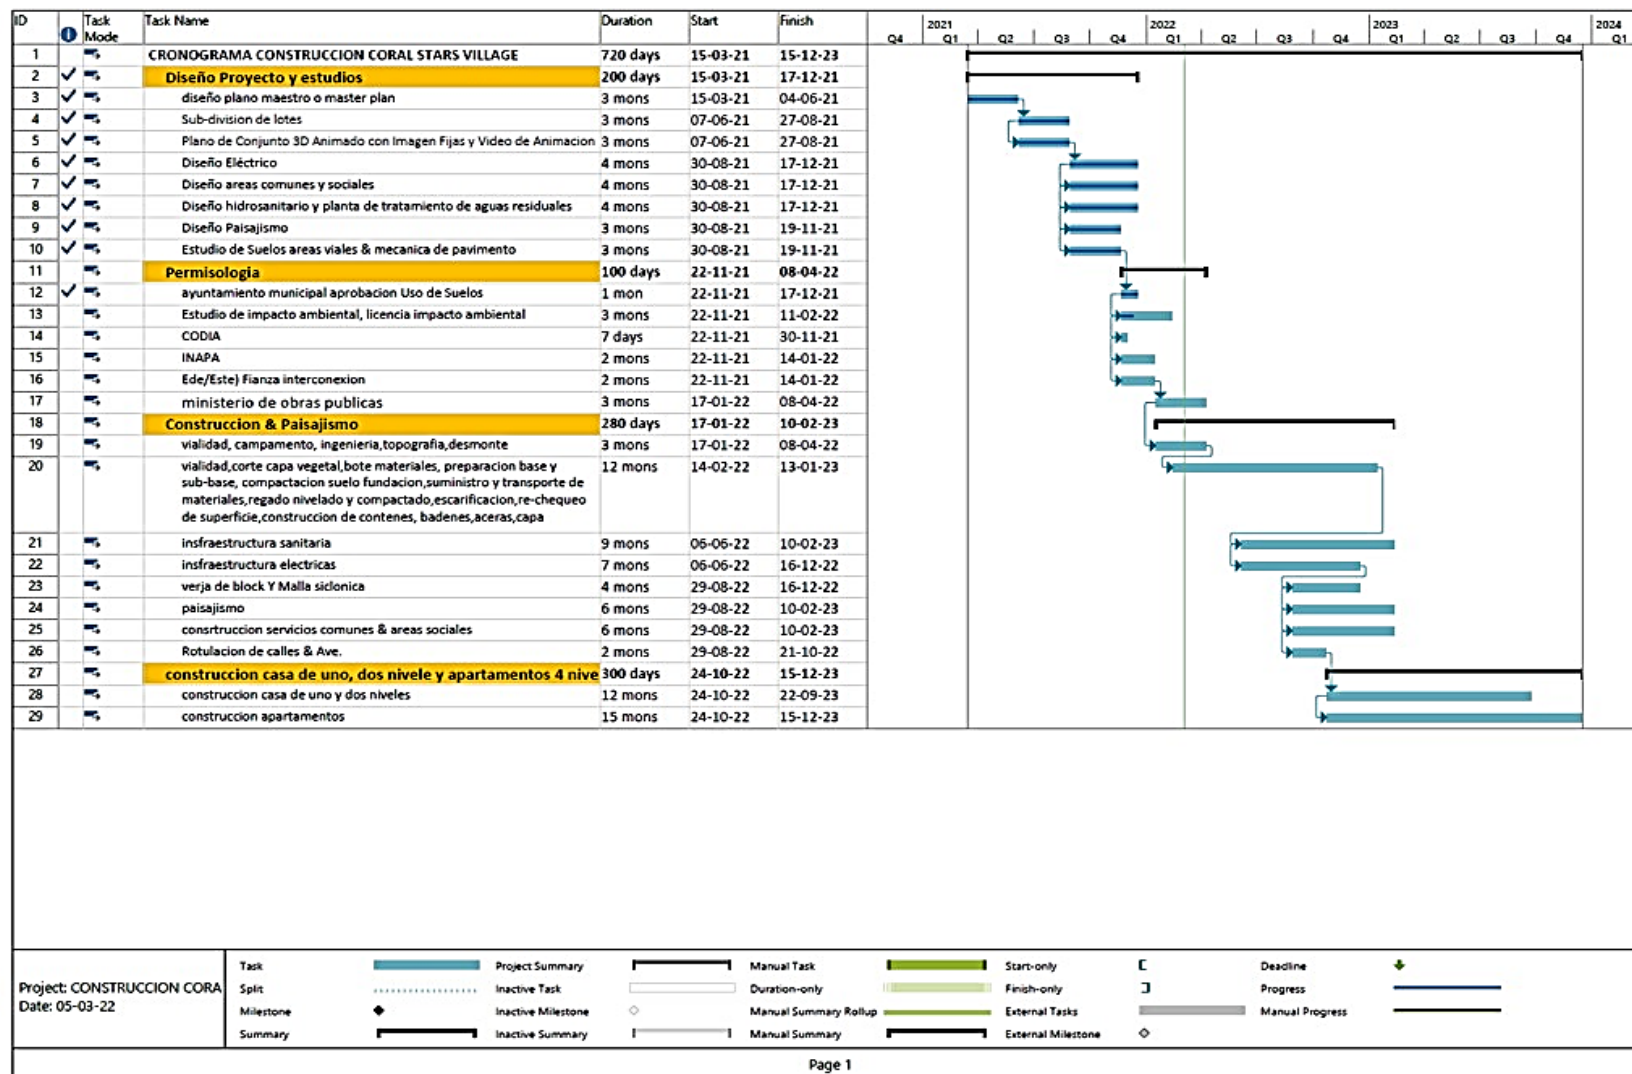 ID Task Mode Task Name Duration Start Finish 2021 2022 2023 2024
Q4 Q1 Q2 Q3 Q4 Q1 Q2 Q3 Q4 Q1 Q2 Q3 Q4 Q1
1 CRONOGRAMA CONSTRUCCION CORAL STARS VILLAGE 720 days 15-03-21 15-12-23
2 Diseño Proyecto y estudios 200 days 15-03-21 17-12-21
3 diseño plano maestro o master plan 3 mons 15-03-21 04-06-21
4 Sub-division de lotes 3 mons 07-06-21 27-08-21
5 Plano de Conjunto 3D Animado con Imagen Fijas y Video de Animacion 3 mons 07-06-21 27-08-21
6 Diseño Eléctrico 4 mons 30-08-21 17-12-21
7 Diseño areas comunes y sociales 4 mons 30-08-21 17-12-21
8 Diseño hidrosanitario y planta de tratamiento de aguas residuales 4 mons 30-08-21 17-12-21
9 Diseño Paisajismo 3 mons 30-08-21 19-11-21
10 Estudio de Suelos areas viales & mecanica de pavimento 3 mons 30-08-21 19-11-21
11 Permisologia 100 days 22-11-21 08-04-22
12 ayuntamiento municipal aprobacion Uso de Suelos 1 mon 22-11-21 17-12-21
13 Estudio de impacto ambiental, licencia impacto ambiental 3 mons 22-11-21 11-02-22
14 CODIA 7 days 22-11-21 30-11-21
15 INAPA 2 mons 22-11-21 14-01-22
16 Ede/Este) Fianza interconexion 2 mons 22-11-21 14-01-22
17 ministerio de obras publicas 3 mons 17-01-22 08-04-22
18 Construccion & Paisajismo 280 days 17-01-22 10-02-23
19 vialidad, campamento, ingenieria,topografia,desmonte 3 mons 17-01-22 08-04-22
20 vialidad,corte capa vegetal,bote materiales, preparacion base y 12 mons 14-02-22 13-01-23
sub-base, compactacion suelo fundacion,suministro y transporte de
materiales,regado nivelado y compactado,escarificacion,re-chequeo
de superficie,construccion de contenes, badenes,aceras,capa
21 insfraestructura sanitaria 9 mons 06-06-22 10-02-23
22 insfraestructura electricas 7 mons 06-06-22 16-12-22
23 verja de block Y Malla siclonica 4 mons 29-08-22 16-12-22
24 paisajismo 6 mons 29-08-22 10-02-23
25 consrtruccion servicios comunes & areas sociales 6 mons 29-08-22 10-02-23
26 Rotulacion de calles & Ave. 2 mons 29-08-22 21-10-22
27 construccion casa de uno, dos nivele y apartamentos 4 nive 300 days 24-10-22 15-12-23
28 construccion casa de uno y dos niveles 12 mons 24-10-22 22-09-23
29 construccion apartamentos 15 mons 24-10-22 15-12-23
Project: CONSTRUCCION CORA
Date: 05-03-22
Task Project Summary Manual Task Start-only Deadline
Split Inactive Task Duration-only Finish-only Progress
Milestone Inactive Milestone Manual Summary Rollup External Tasks Manual Progress
Summary Inactive Summary Manual Summary External Milestone
Page 1